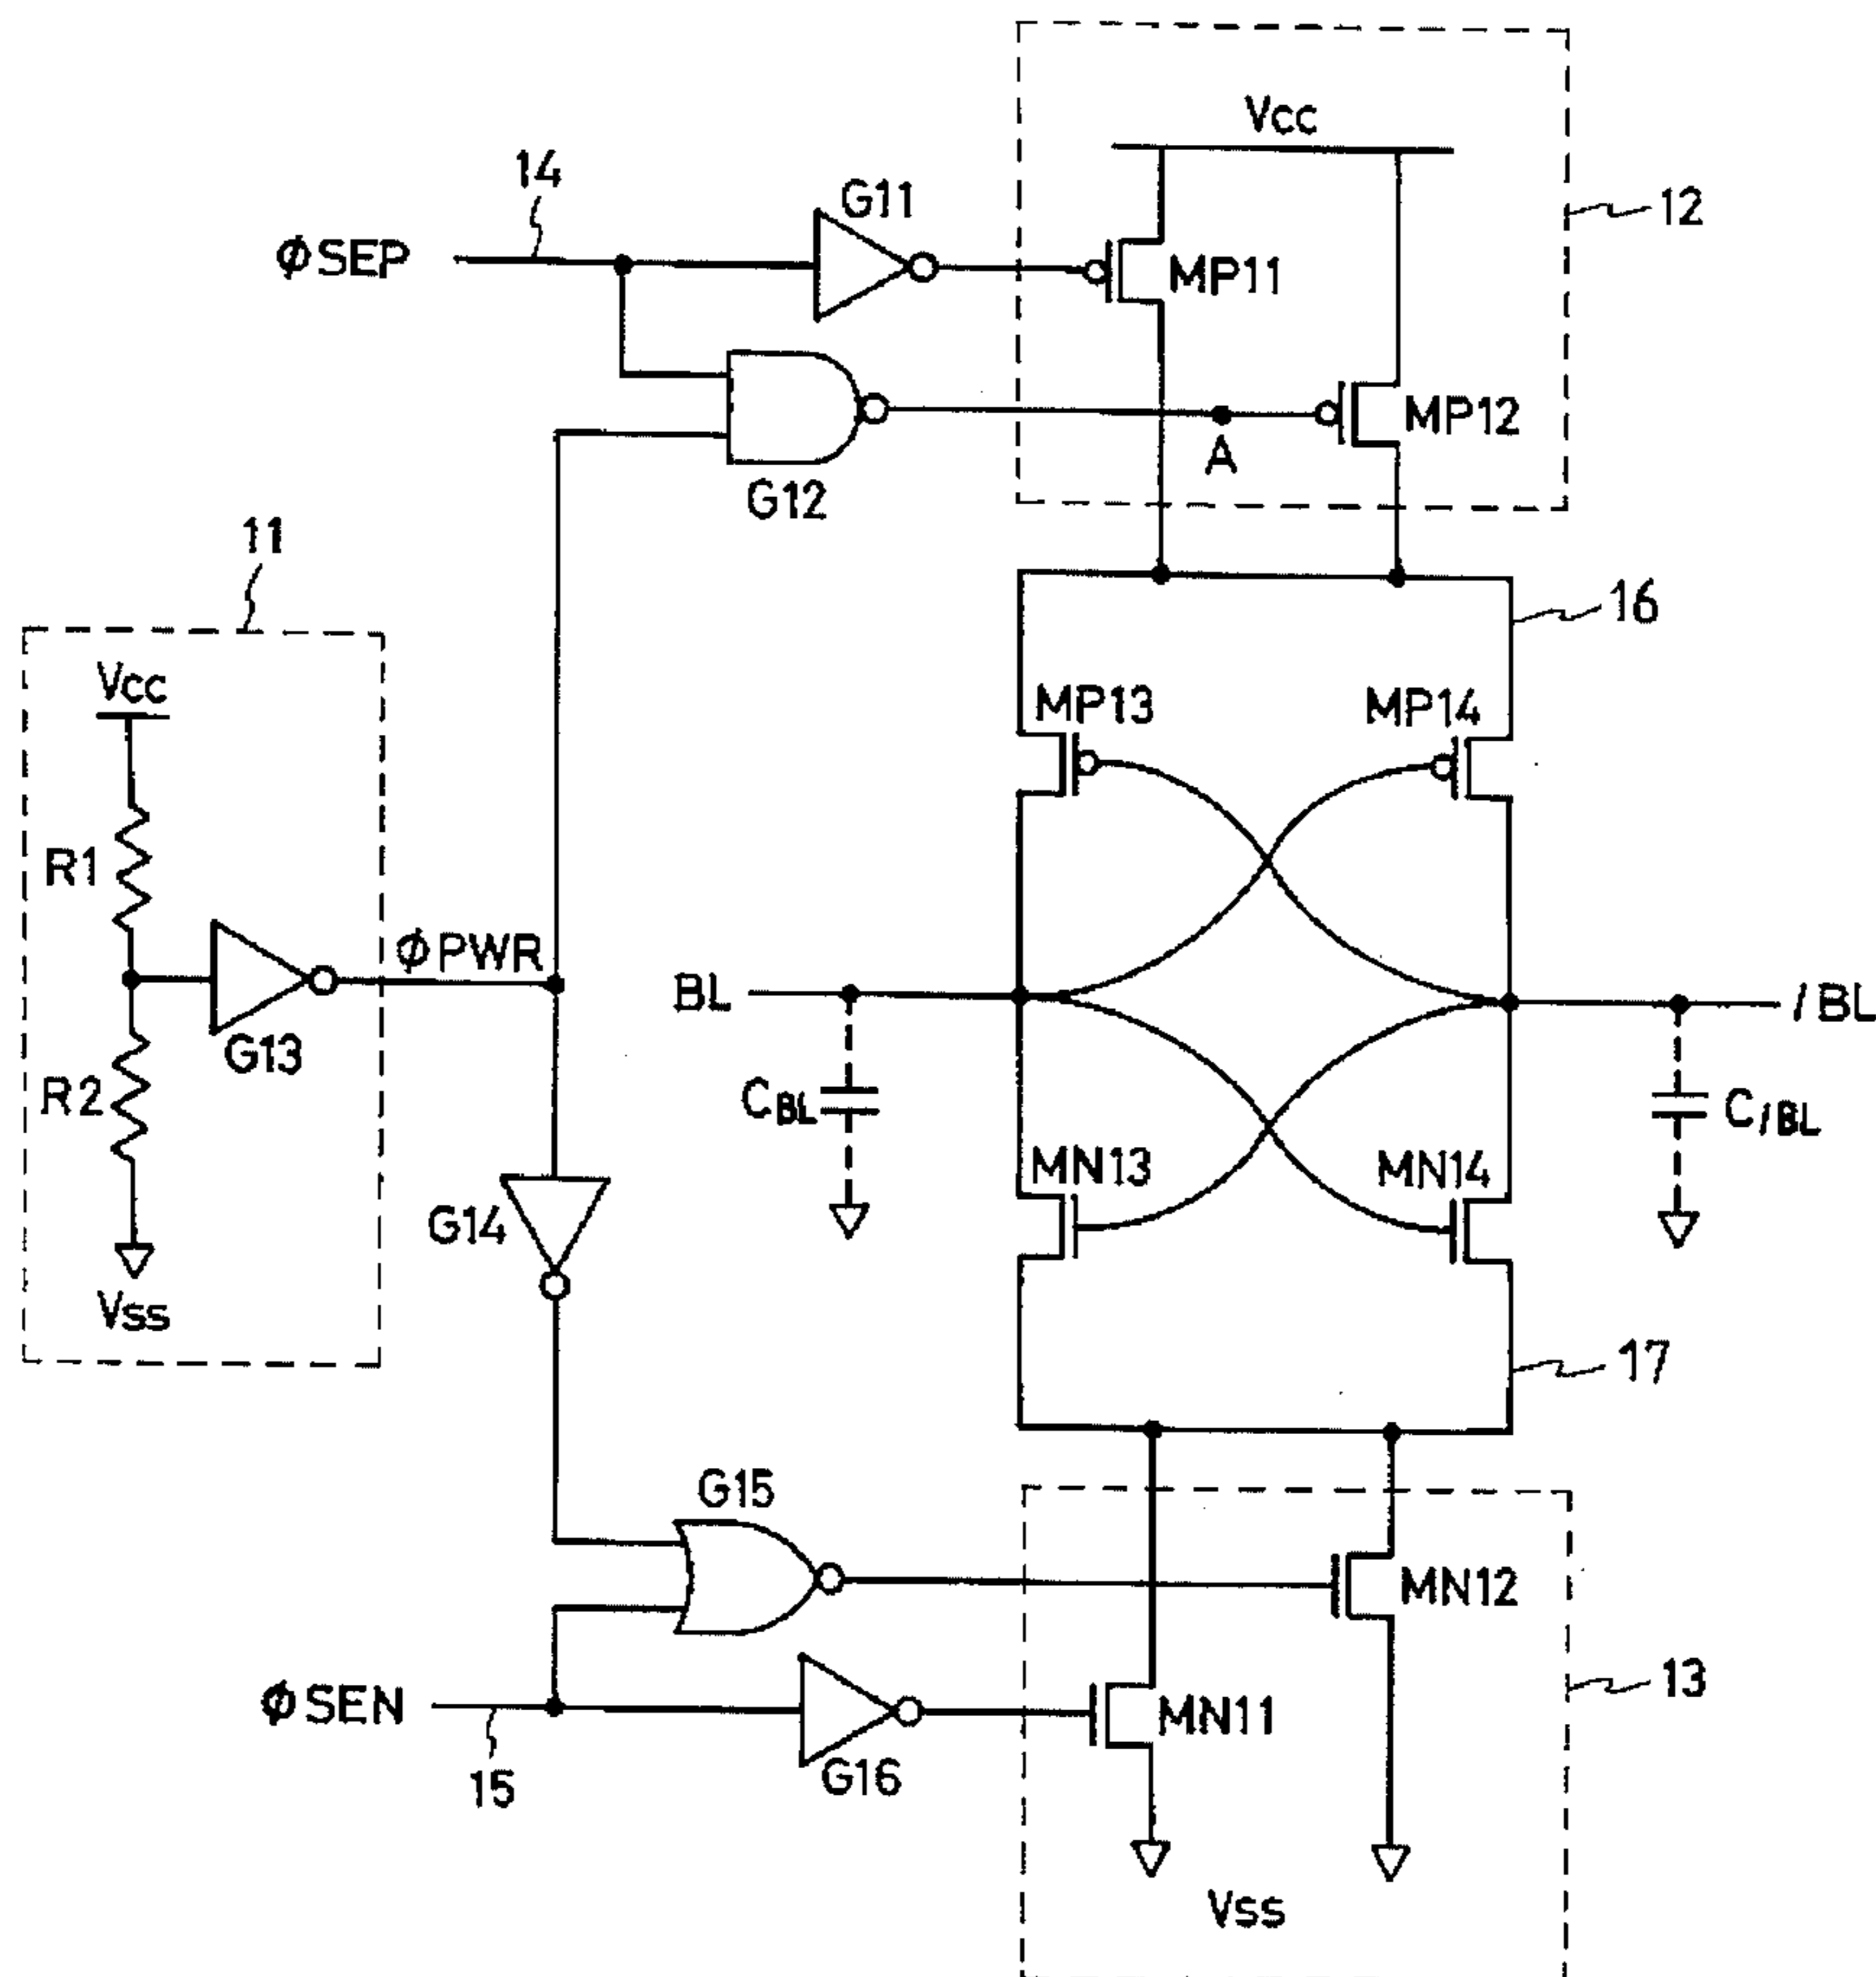 Vcc
12
14
G11
ϕSEP
MP11
MP12
A
G12
11
16
Vcc
MP13
MP14
R1
ϕPWR
BL
/BL
G13
R2
CBL
C/BL
MN13
MN14
G14
Vss
17
G15
MN12
ϕSEN
13
MN11
15
G16
Vss